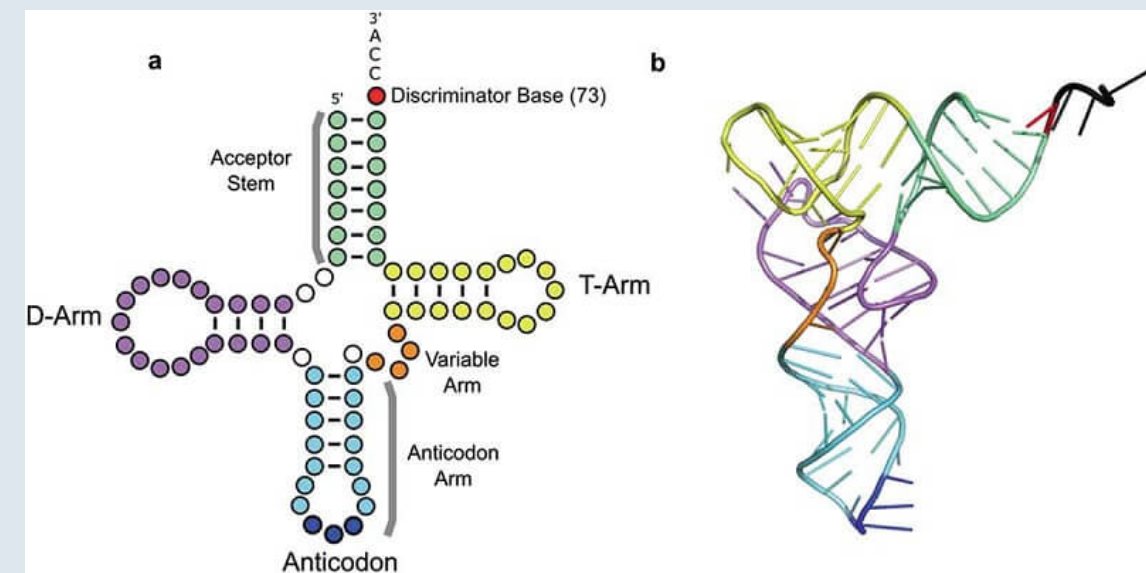 a
3'
A
C
C
5'
Discriminator Base (73)
Acceptor
Stem
D-Arm
T-Arm
Variable
Arm
Anticodon
Arm
Anticodon
b